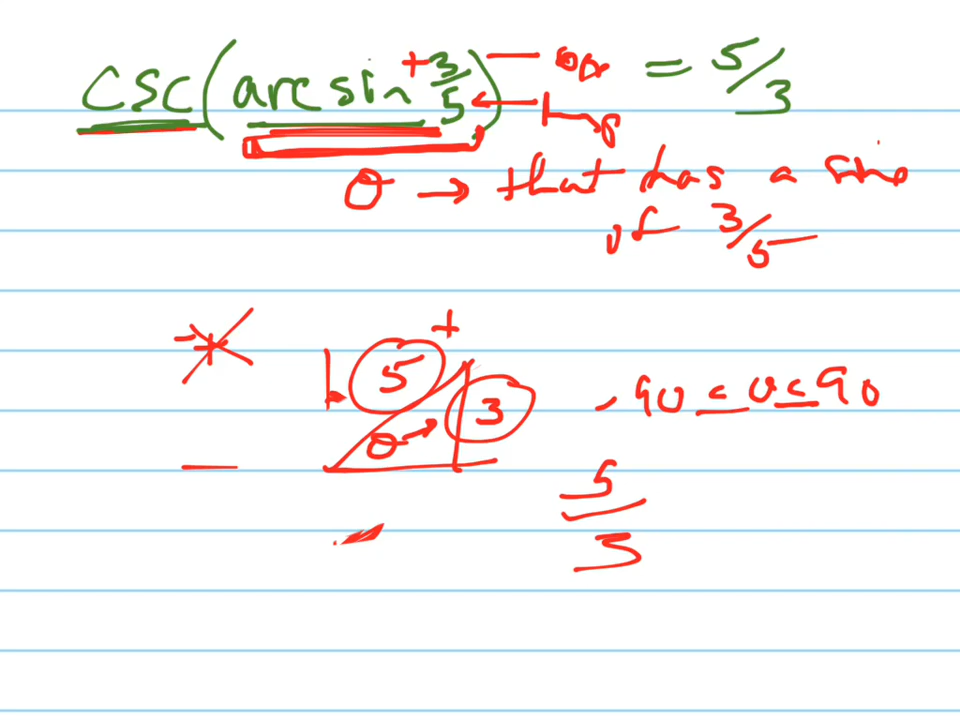 csc(arcsin +3/5) — opp = 5/3
← hyp
θ → that has a sine
of 3/5
+
5
3
θ →
-90 ≤ θ ≤ 90
5
3